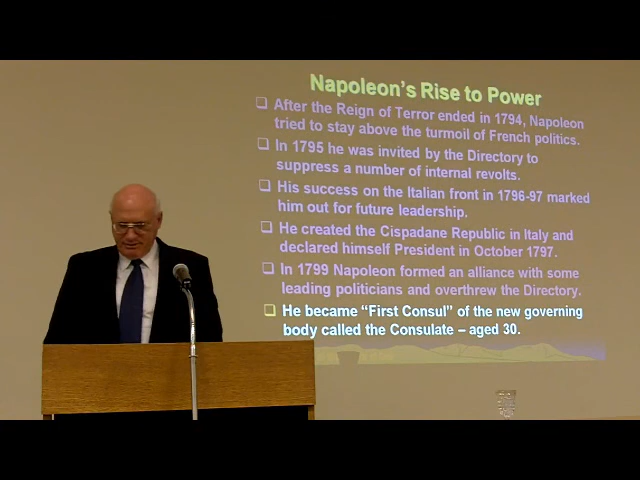 Napoleon's Rise to Power
❑ After the Reign of Terror ended in 1794, Napoleon
tried to stay above the turmoil of French politics.
❑ In 1795 he was invited by the Directory to
suppress a number of internal revolts.
❑ His success on the Italian front in 1796-97 marked
him out for future leadership.
❑ He created the Cispadane Republic in Italy and
declared himself President in October 1797.
❑ In 1799 Napoleon formed an alliance with some
leading politicians and overthrew the Directory.
❑ He became “First Consul” of the new governing
body called the Consulate – aged 30.